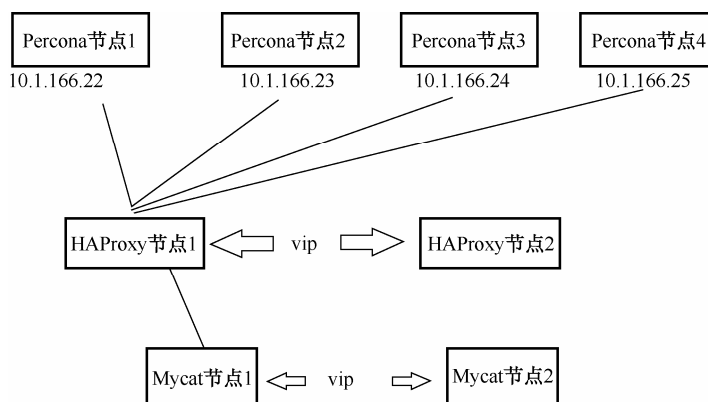 Percona节点1 Percona节点2 Percona节点3 Percona节点4
10.1.166.22 10.1.166.23 10.1.166.24 10.1.166.25
HAProxy节点1 vip HAProxy节点2
Mycat节点1 vip Mycat节点2